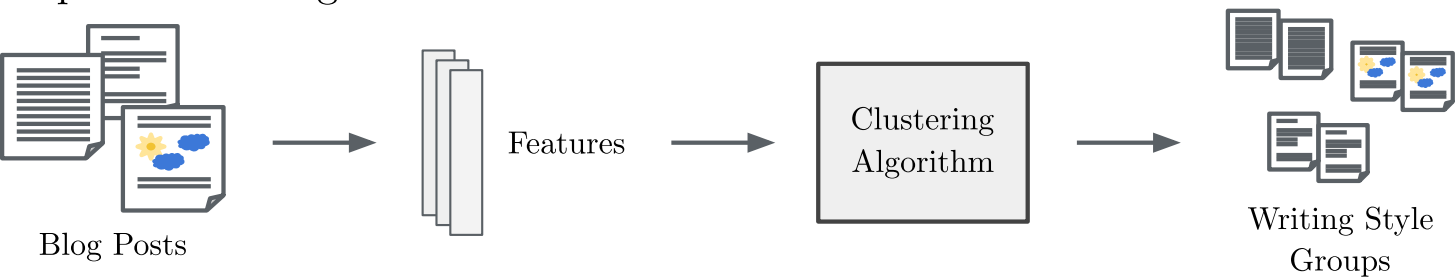 Blog Posts
Features
Clustering
Algorithm
Writing Style
Groups